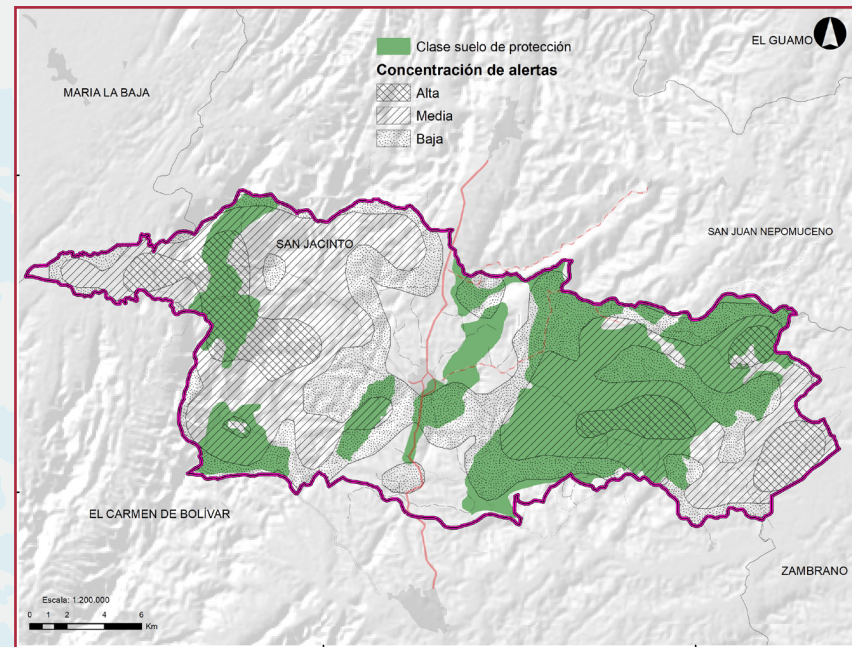 EL GUAMO
Clase suelo de protección
Concentración de alertas
Alta
Media
Baja
MARIA LA BAJA
SAN JUAN NEPOMUCENO
SAN JACINTO
EL CARMEN DE BOLÍVAR
ZAMBRANO
Escala: 1:200.000
0 1 2 4 6
Km